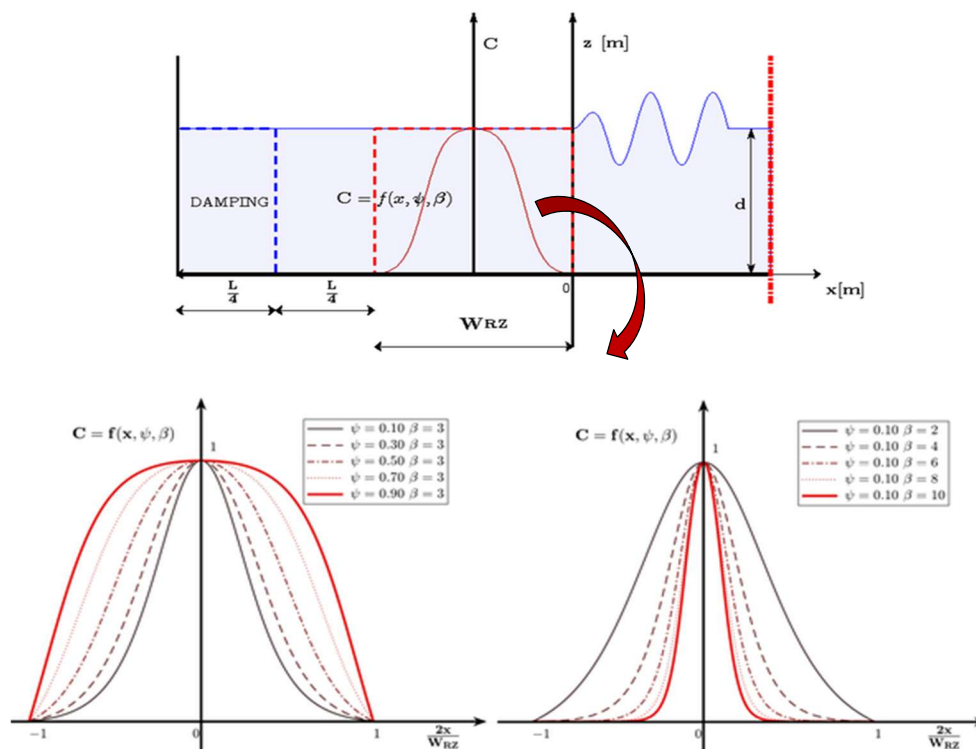 C
z [m]
DAMPING
C = f(x, ψ, β)
d
0
x[m]
L/4
L/4
WRZ
C = f(x, ψ, β)
1
ψ = 0.10 β = 3
ψ = 0.30 β = 3
ψ = 0.50 β = 3
ψ = 0.70 β = 3
ψ = 0.90 β = 3
−1
0
1
2x/WRZ
C = f(x, ψ, β)
1
ψ = 0.10 β = 2
ψ = 0.10 β = 4
ψ = 0.10 β = 6
ψ = 0.10 β = 8
ψ = 0.10 β = 10
−1
0
1
2x/WRZ